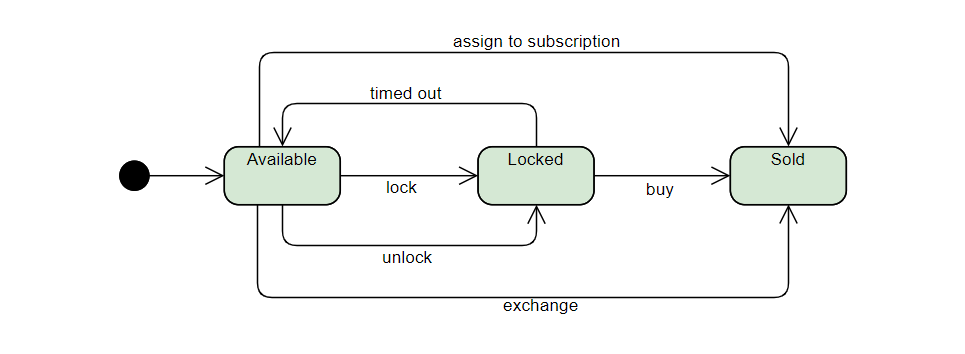 assign to subscription
timed out
Available
Locked
Sold
lock
buy
unlock
exchange